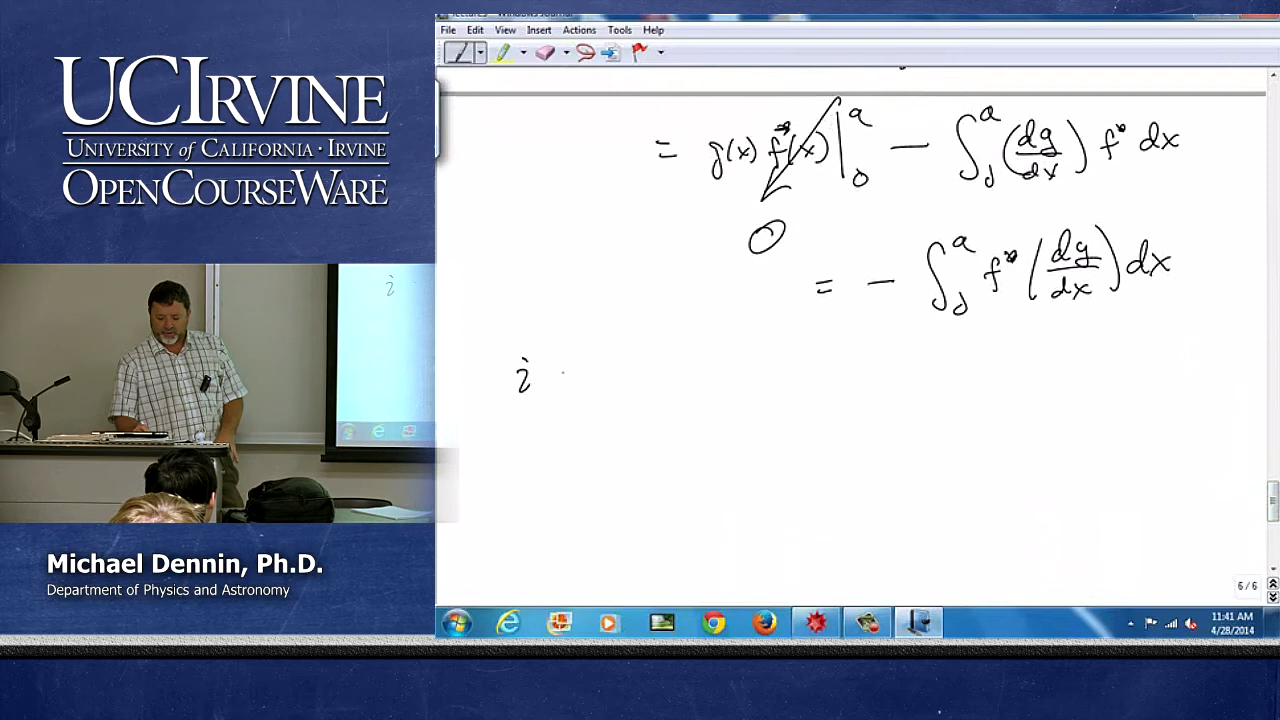 UCIRVINE
UNIVERSITY of CALIFORNIA · IRVINE
OPENCOURSEWARE
File Edit View Insert Actions Tools Help
= g(x) f*(x) |₀ᵃ − ∫₀ᵃ (dg/dx) f* dx
0
= − ∫₀ᵃ f* (dg/dx) dx
i
i
Michael Dennin, Ph.D.
Department of Physics and Astronomy
6/6
11:41 AM
4/28/2014